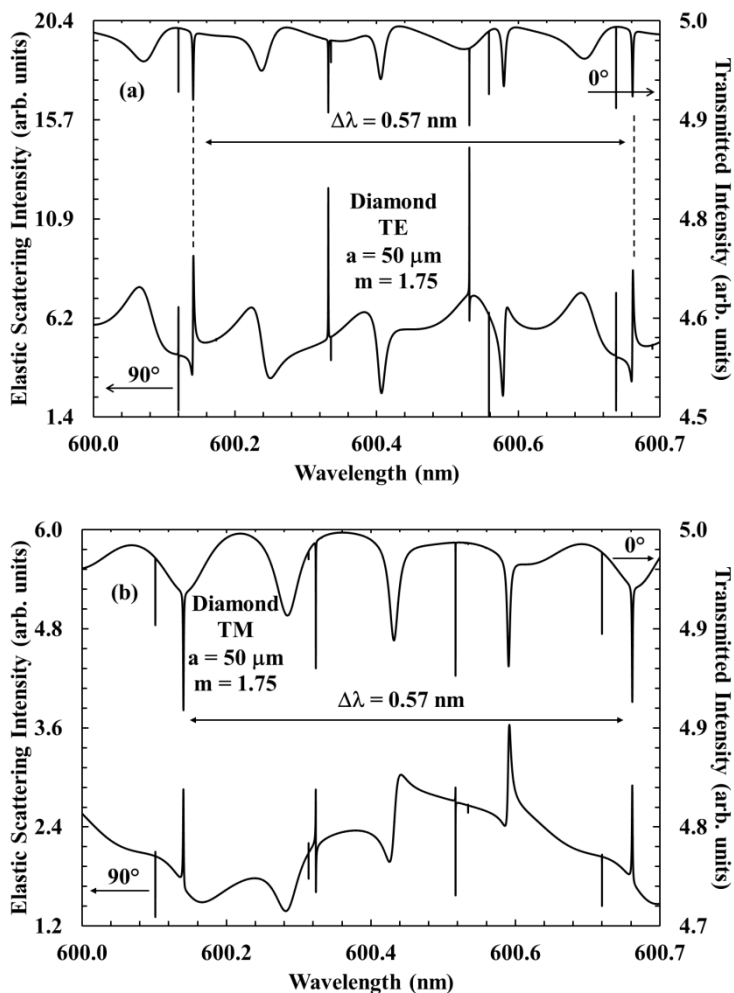 20.4
5.0
(a)
0°
15.7
4.9
Δλ = 0.57 nm
10.9
Diamond
4.8
TE
a = 50 μm
m = 1.75
6.2
4.6
90°
1.4
4.5
600.0
600.2
600.4
600.5
600.7
Wavelength (nm)
Elastic Scattering Intensity (arb. units)
Transmitted Intensity (arb. units)
6.0
5.0
0°
(b)
Diamond
4.8
TM
4.9
a = 50 μm
m = 1.75
Δλ = 0.57 nm
3.6
4.9
2.4
4.8
90°
1.2
4.7
600.0
600.2
600.4
600.5
600.7
Wavelength (nm)
Elastic Scattering Intensity (arb. units)
Transmitted Intensity (arb. units)